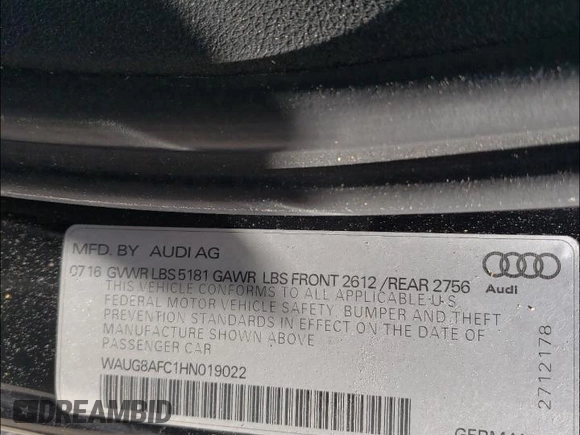 MFD. BY AUDI AG
07 16 GVWR LBS 5181 GAWR LBS FRONT 2612 / REAR 2756
THIS VEHICLE CONFORMS TO ALL APPLICABLE U.S.
FEDERAL MOTOR VEHICLE SAFETY, BUMPER AND THEFT
PREVENTION STANDARDS IN EFFECT ON THE DATE OF
MANUFACTURE SHOWN ABOVE
PASSENGER CAR
WAUG8AFC1HN019022
Audi
2712178
DREAMBID